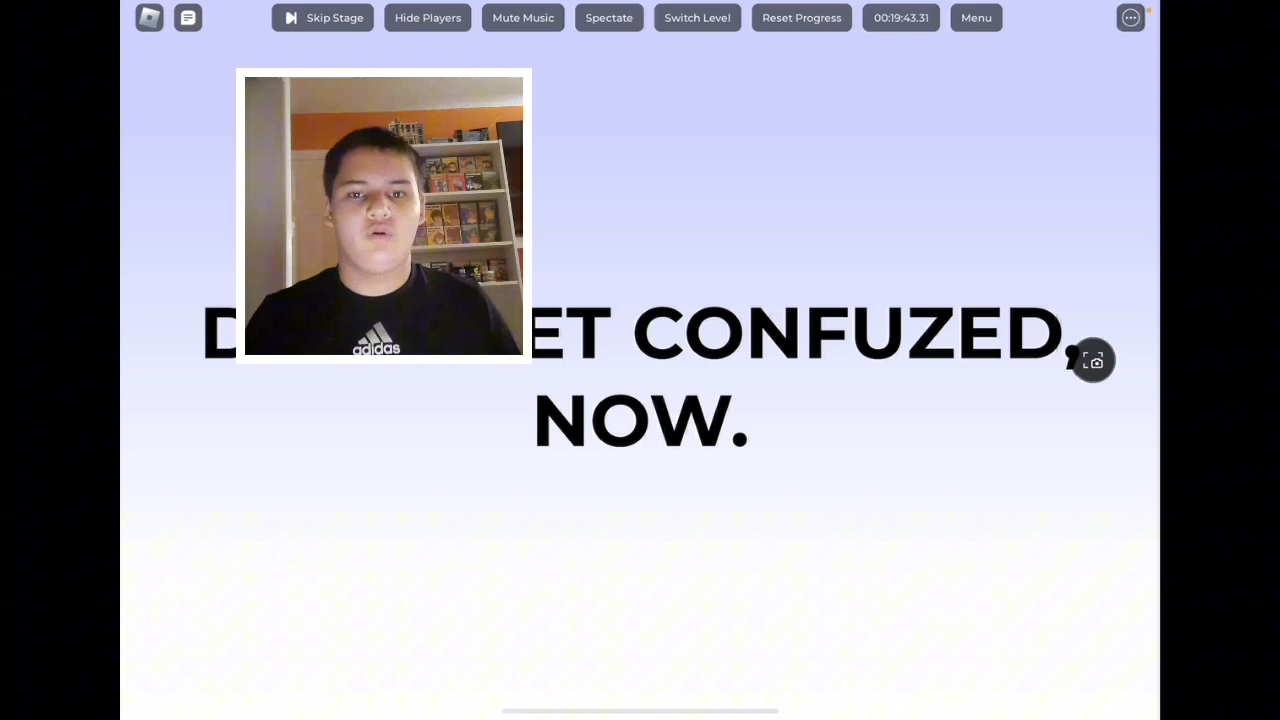 Skip Stage
Hide Players
Mute Music
Spectate
Switch Level
Reset Progress
00:19:43.31
Menu
adidas
CONFUZED,
NOW.